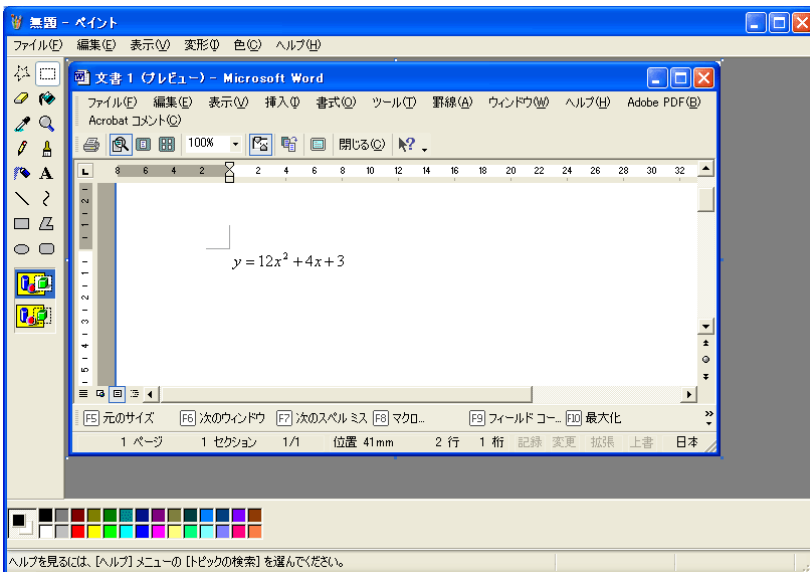 無題 - ペイント
ファイル(F) 編集(E) 表示(V) 変形(I) 色(C) ヘルプ(H)
文書 1 (プレビュー) - Microsoft Word
ファイル(F) 編集(E) 表示(V) 挿入(I) 書式(O) ツール(T) 罫線(A) ウィンドウ(W) ヘルプ(H) Adobe PDF(B)
Acrobat コメント(C)
100% 閉じる(C)
8 6 4 2 2 4 6 8 10 12 14 16 18 20 22 24 26 28 30 32
y = 12x² + 4x + 3
F5 元のサイズ F6 次のウィンドウ F7 次のスペル ミス F8 マクロ... F9 フィールド コー... F10 最大化
1 ページ 1 セクション 1/1 位置 41mm 2 行 1 桁 記録 変更 拡張 上書 日本
ヘルプを見るには、[ヘルプ] メニューの [トピックの検索] を選んでください。